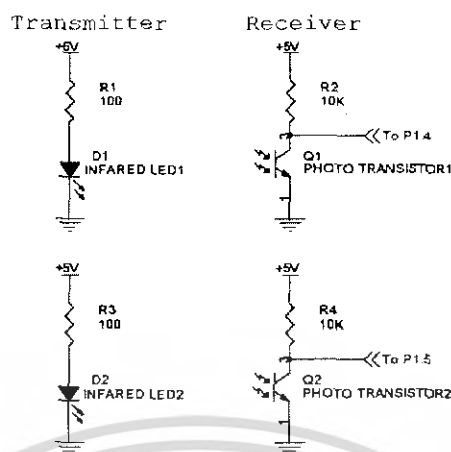 Transmitter Receiver
+5V +5V
R1 R2
100 10K
To P1.4
D1 Q1
INFARED LED1 PHOTO TRANSISTOR1
+5V +5V
R3 R4
100 10K
To P1.5
D2 Q2
INFARED LED2 PHOTO TRANSISTOR2